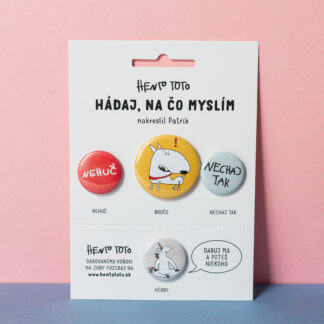 HENTO TOTO
HÁDAJ, NA ČO MYSLÍM
nakreslil Patrik
NEHUČ
!
NECHAJ
TAK
NEHUČ
BRUČO
NECHAJ TAK
HENTO TOTO
DAROVANÉMU KOŇOVI
NA ZUBY POZERAJ NA
www.hentototo.sk
DARUJ MA
A POTEŠ
NIEKOHO
HERBY